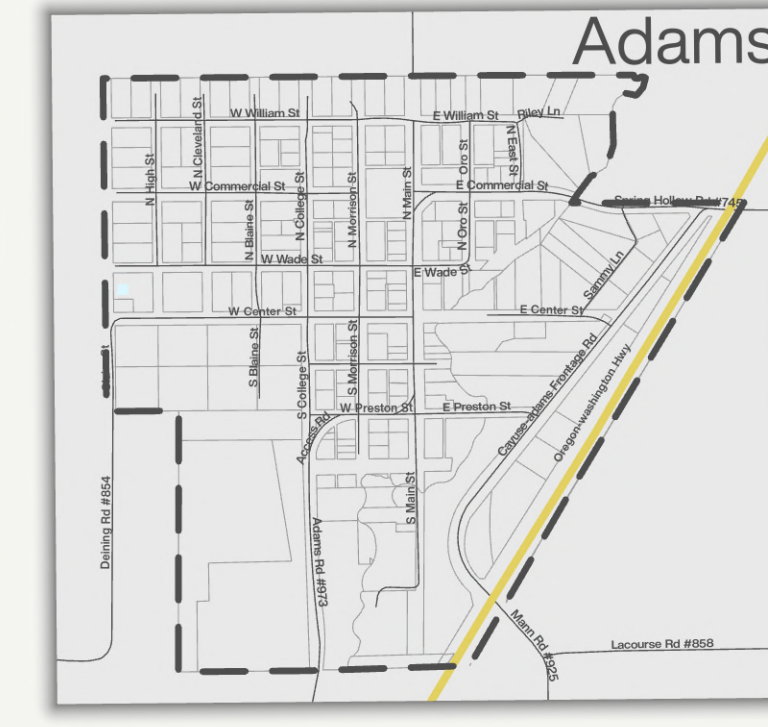 Adams
W William St
E William St
Riley Ln
N High St
N Cleveland St
N East St
Oro St
W Commercial St
E Commercial St
N College St
N Morrison St
N Main St
Spring Hollow Rd #745
N Blaine St
N Oro St
W Wade St
E Wade St
Sammy Ln
W Center St
E Center St
S Blaine St
S College St
S Morrison St
Cayuse-adams Frontage Rd
Oregon-washington Hwy
W Preston St
E Preston St
Access Rd
S Main St
Deining Rd #854
Adams Rd #973
Mann Rd #925
Lacourse Rd #858